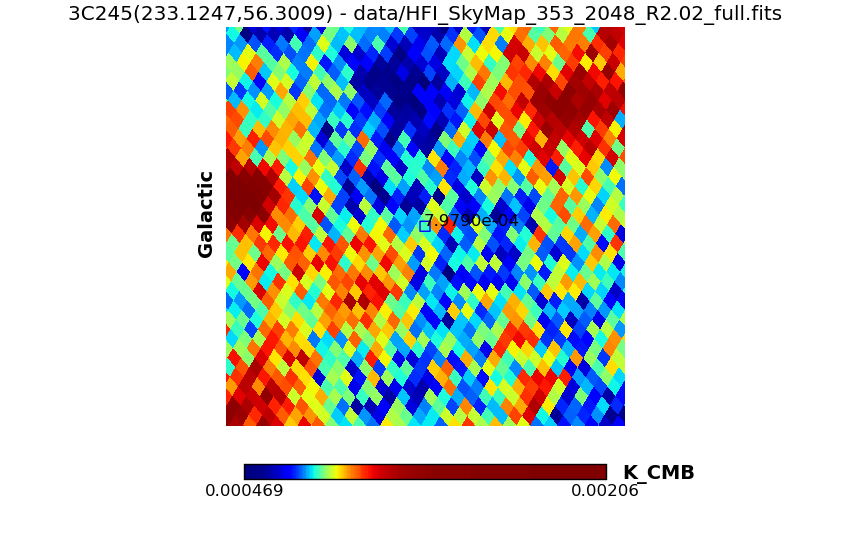 3C245(233.1247,56.3009) - data/HFI_SkyMap_353_2048_R2.02_full.fits
Galactic
7.9790e-04
K_CMB
0.000469 0.00206